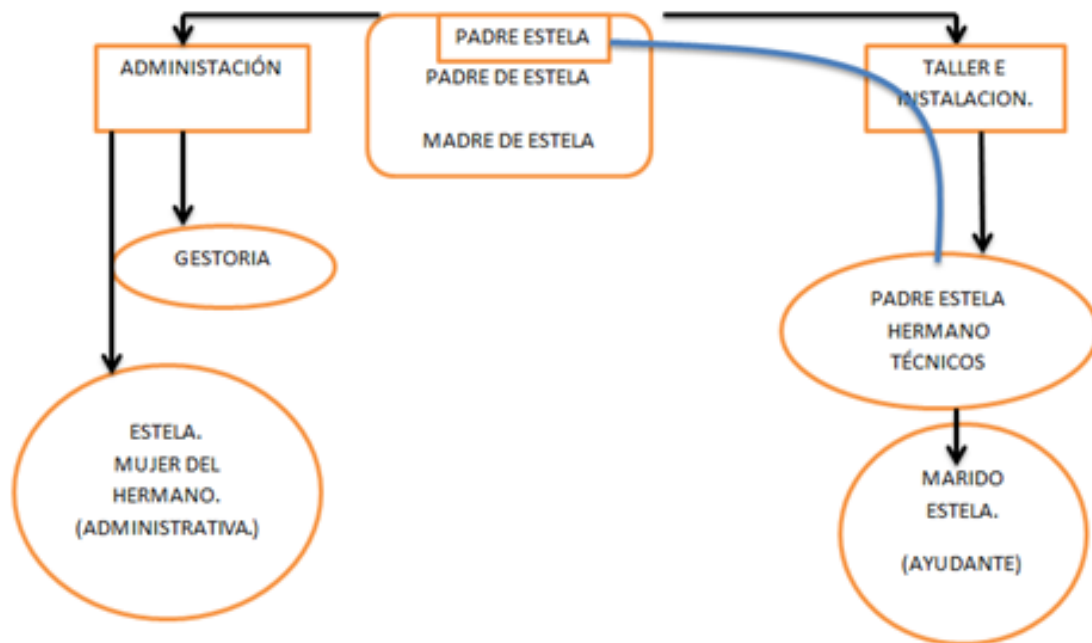 PADRE ESTELA
PADRE DE ESTELA
MADRE DE ESTELA
ADMINISTACIÓN
GESTORIA
ESTELA.
MUJER DEL
HERMANO.
(ADMINISTRATIVA.)
TALLER E
INSTALACION.
PADRE ESTELA
HERMANO
TÉCNICOS
MARIDO
ESTELA.
(AYUDANTE)